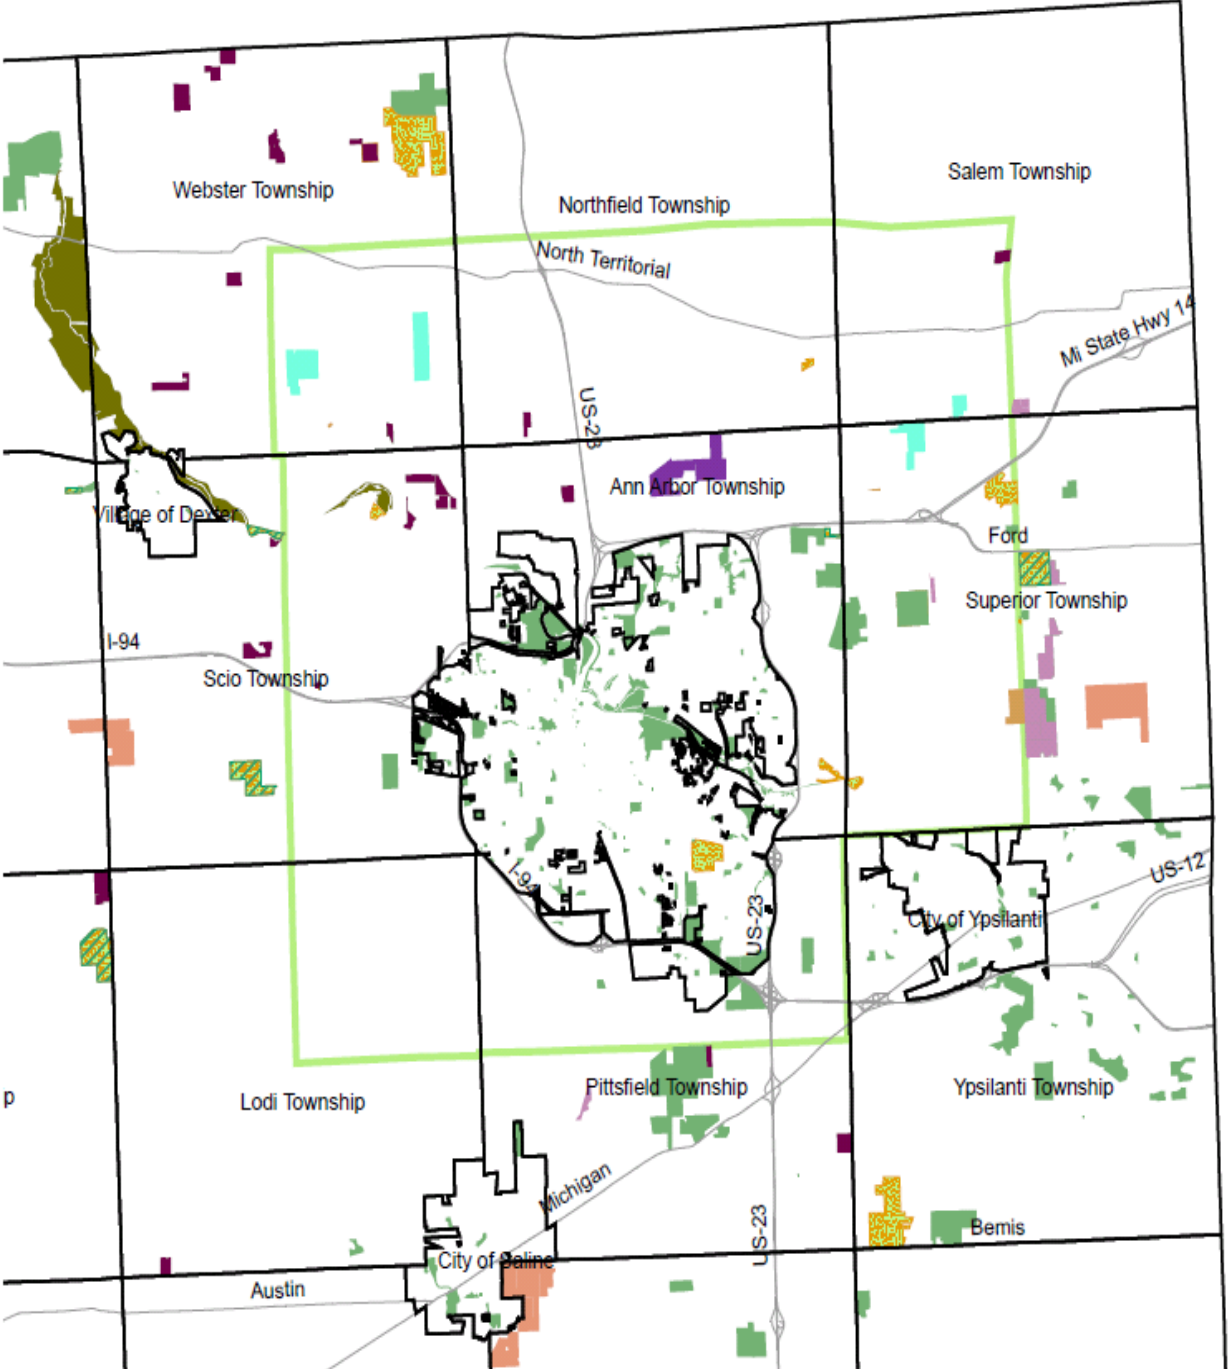 Salem Township
Webster Township
Northfield Township
North Territorial
Mi State Hwy 14
US-23
Ann Arbor Township
Village of Dexter
Ford
Superior Township
I-94
Scio Township
I-94
US-12
US-23
City of Ypsilanti
p
Lodi Township
Pittsfield Township
Ypsilanti Township
Michigan
US-23
Bemis
City of Saline
Austin